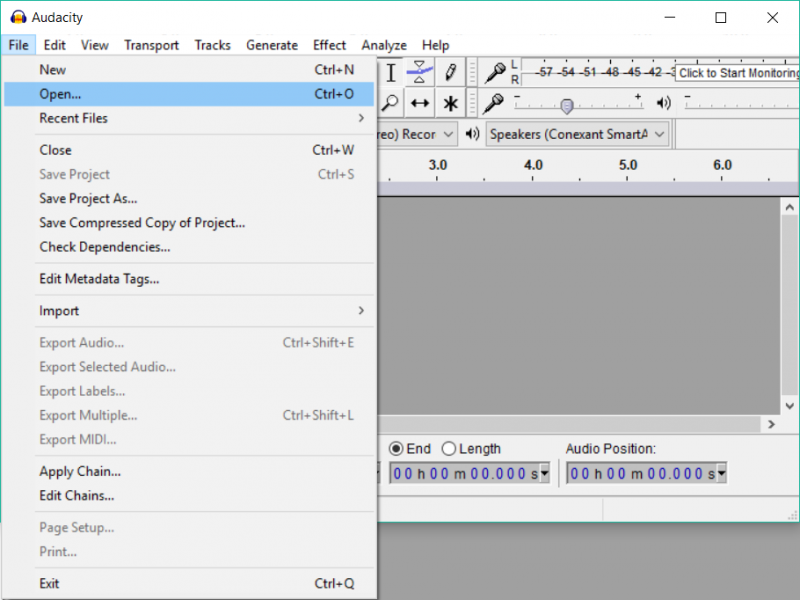 Audacity
File Edit View Transport Tracks Generate Effect Analyze Help
New Ctrl+N
Open... Ctrl+O
Recent Files
Close Ctrl+W
Save Project Ctrl+S
Save Project As...
Save Compressed Copy of Project...
Check Dependencies...
Edit Metadata Tags...
Import
Export Audio... Ctrl+Shift+E
Export Selected Audio...
Export Labels...
Export Multiple... Ctrl+Shift+L
Export MIDI...
Apply Chain...
Edit Chains...
Page Setup...
Print...
Exit Ctrl+Q
L
R
-57 -54 -51 -48 -45 -42 Click to Start Monitoring
- +
-
reo) Recor Speakers (Conexant SmartA
3.0 4.0 5.0 6.0
End Length Audio Position:
00 h 00 m 00.000 s 00 h 00 m 00.000 s